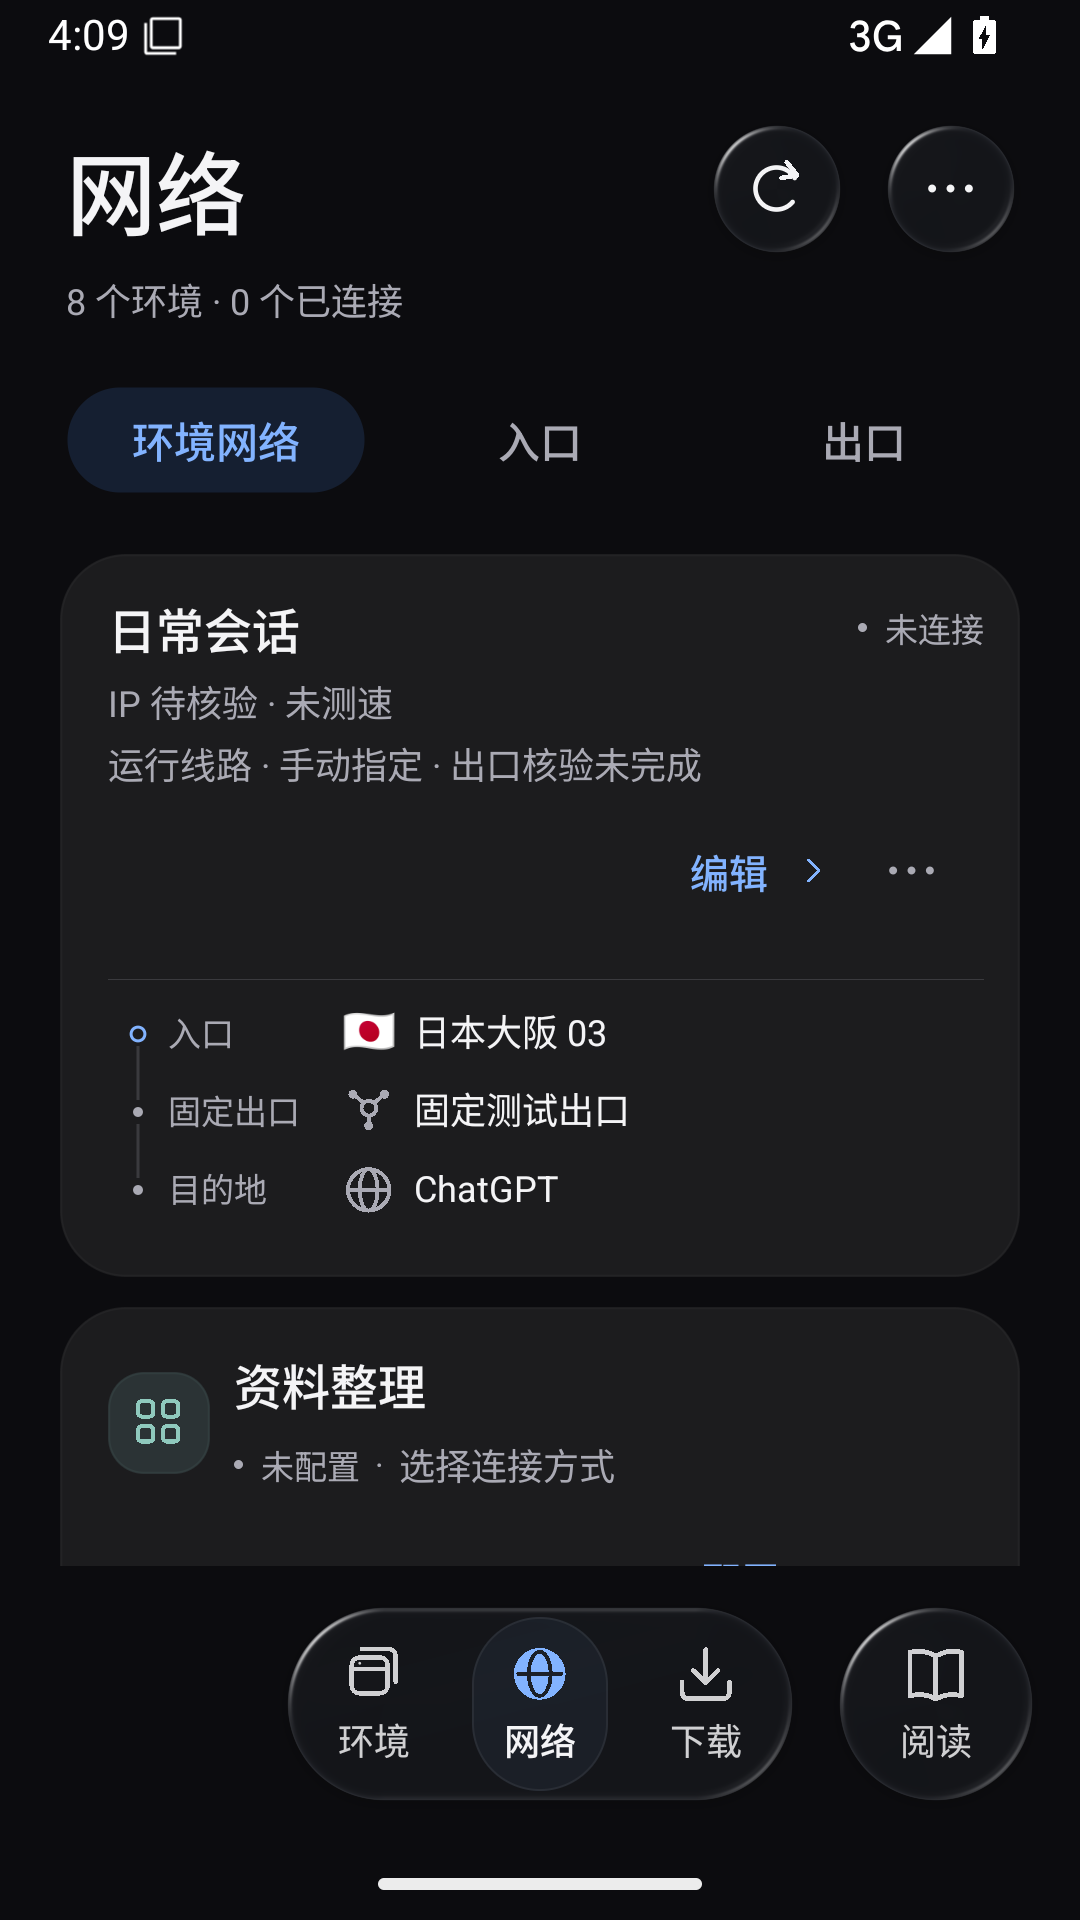 4:09
3G
网络
8 个环境 · 0 个已连接
环境网络
入口
出口
日常会话
• 未连接
IP 待核验 · 未测速
运行线路 · 手动指定 · 出口核验未完成
编辑
入口
日本大阪 03
固定出口
固定测试出口
目的地
ChatGPT
资料整理
• 未配置 · 选择连接方式
环境
网络
下载
阅读